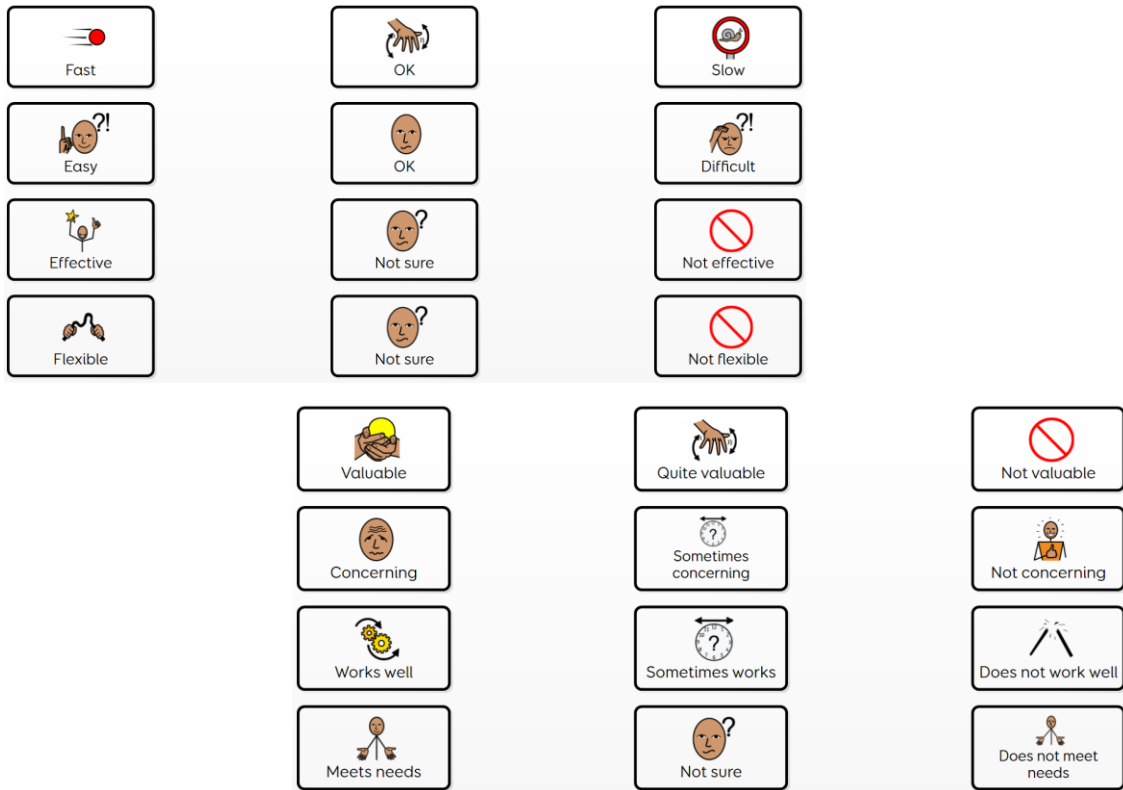 Fast
OK
Slow
?!
Easy
OK
?!
Difficult
Effective
?
Not sure
Not effective
Flexible
?
Not sure
Not flexible
Valuable
Quite valuable
Not valuable
Concerning
?
Sometimes
concerning
Not concerning
Works well
?
Sometimes works
Does not work well
Meets needs
?
Not sure
Does not meet
needs